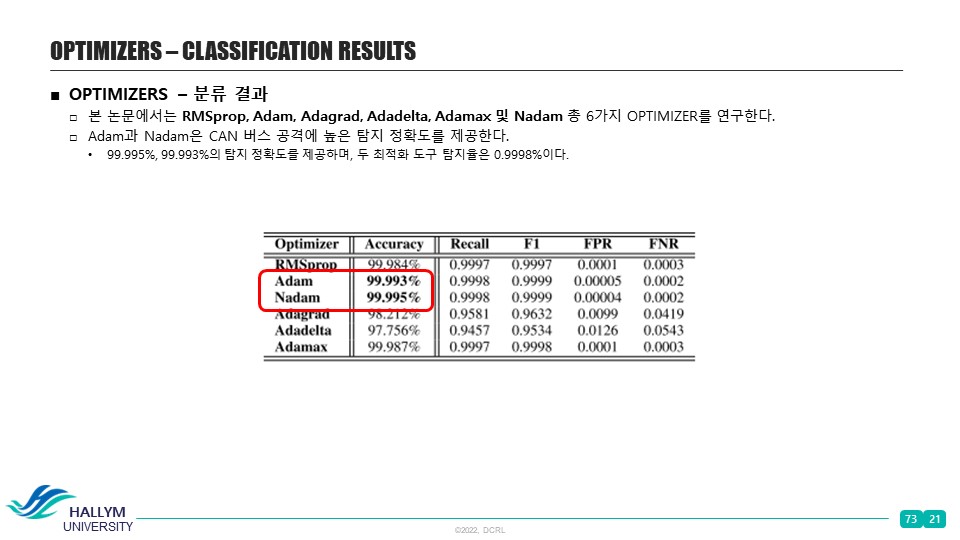 OPTIMIZERS – CLASSIFICATION RESULTS
■ OPTIMIZERS – 분류 결과
□ 본 논문에서는 RMSprop, Adam, Adagrad, Adadelta, Adamax 및 Nadam 총 6가지 OPTIMIZER를 연구한다.
□ Adam과 Nadam은 CAN 버스 공격에 높은 탐지 정확도를 제공한다.
• 99.995%, 99.993%의 탐지 정확도를 제공하며, 두 최적화 도구 탐지율은 0.9998%이다.
Optimizer Accuracy Recall F1 FPR FNR
RMSprop 99.984% 0.9997 0.9997 0.0001 0.0003
Adam 99.993% 0.9998 0.9999 0.00005 0.0002
Nadam 99.995% 0.9998 0.9999 0.00004 0.0002
Adagrad 98.212% 0.9581 0.9632 0.0099 0.0419
Adadelta 97.756% 0.9457 0.9534 0.0126 0.0543
Adamax 99.987% 0.9997 0.9998 0.0001 0.0003
HALLYM
UNIVERSITY
©2022, DCRL
73 21